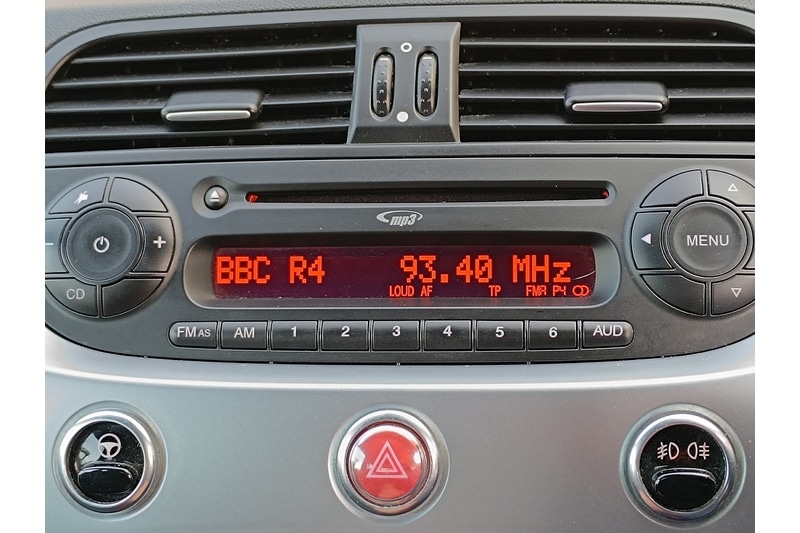 mp3
MENU
CD
BBC R4 93.40 MHz
LOUD AF TP FMA P4
FM AS AM 1 2 3 4 5 6 AUD